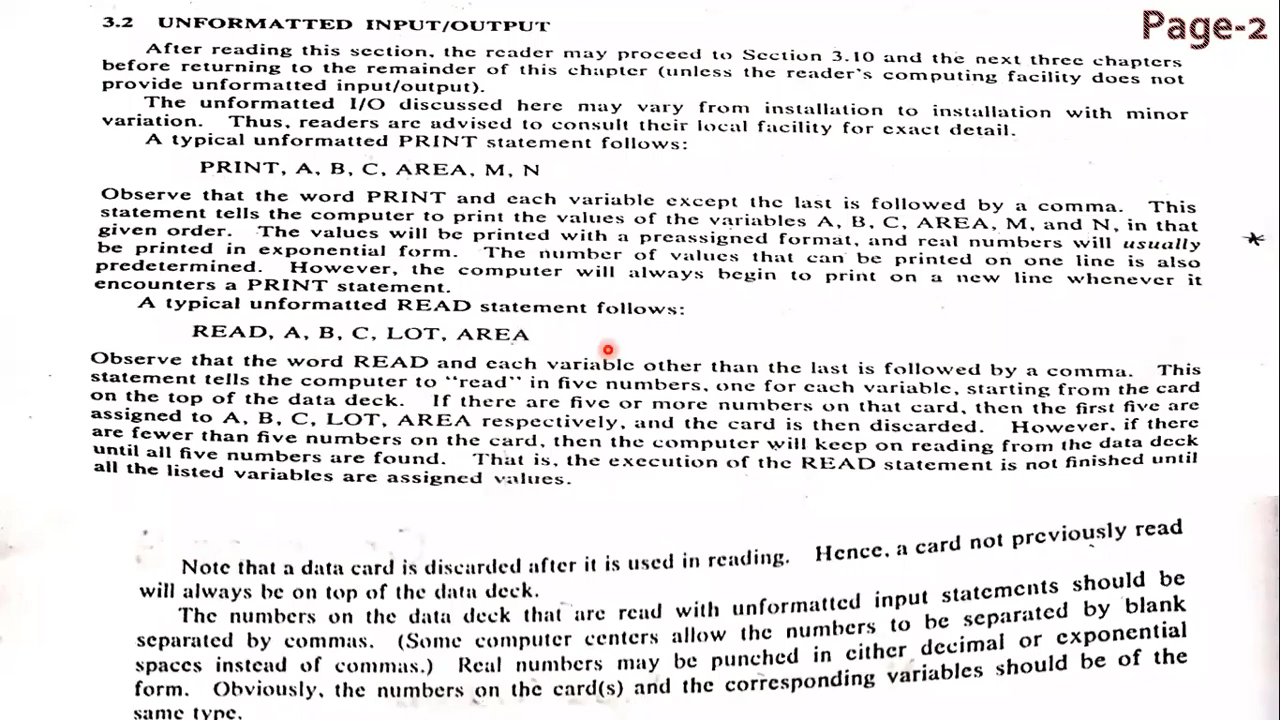 Page-2
3.2 UNFORMATTED INPUT/OUTPUT
After reading this section, the reader may proceed to Section 3.10 and the next three chapters
before returning to the remainder of this chapter (unless the reader's computing facility does not
provide unformatted input/output).
The unformatted I/O discussed here may vary from installation to installation with minor
variation. Thus, readers are advised to consult their local facility for exact detail.
A typical unformatted PRINT statement follows:
PRINT, A, B, C, AREA, M, N
Observe that the word PRINT and each variable except the last is followed by a comma. This
statement tells the computer to print the values of the variables A, B, C, AREA, M, and N, in that
given order. The values will be printed with a preassigned format, and real numbers will usually
be printed in exponential form. The number of values that can be printed on one line is also
predetermined. However, the computer will always begin to print on a new line whenever it
encounters a PRINT statement.
A typical unformatted READ statement follows:
READ, A, B, C, LOT, AREA
Observe that the word READ and each variable other than the last is followed by a comma. This
statement tells the computer to "read" in five numbers, one for each variable, starting from the card
on the top of the data deck. If there are five or more numbers on that card, then the first five are
assigned to A, B, C, LOT, AREA respectively, and the card is then discarded. However, if there
are fewer than five numbers on the card, then the computer will keep on reading from the data deck
until all five numbers are found. That is, the execution of the READ statement is not finished until
all the listed variables are assigned values.
Note that a data card is discarded after it is used in reading. Hence, a card not previously read
will always be on top of the data deck.
The numbers on the data deck that are read with unformatted input statements should be
separated by commas. (Some computer centers allow the numbers to be separated by blank
spaces instead of commas.) Real numbers may be punched in either decimal or exponential
form. Obviously, the numbers on the card(s) and the corresponding variables should be of the
same type.